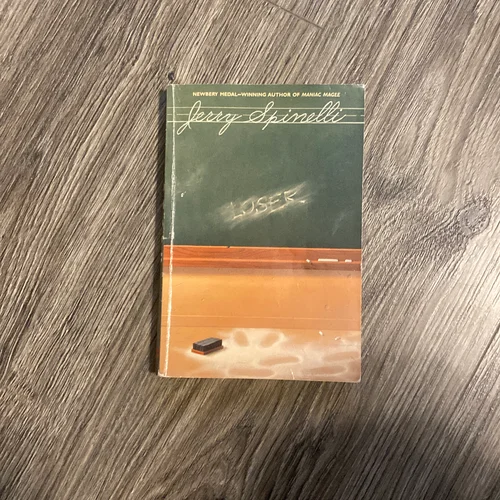 NEWBERY MEDAL–WINNING AUTHOR OF MANIAC MAGEE
Jerry Spinelli
LOSER